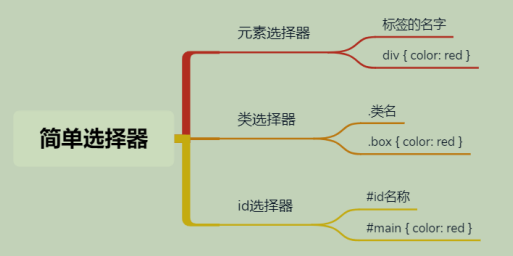 简单选择器
元素选择器
标签的名字
div { color: red }
类选择器
.类名
.box { color: red }
id选择器
#id名称
#main { color: red }